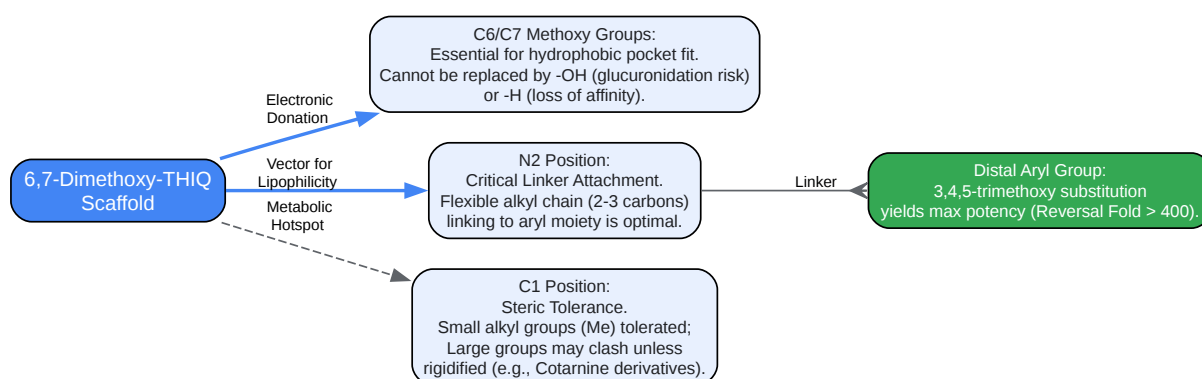 C6/C7 Methoxy Groups:
Essential for hydrophobic pocket fit.
Cannot be replaced by -OH (glucuronidation risk)
or -H (loss of affinity).
Electronic
Donation
6,7-Dimethoxy-THIQ
Scaffold
Vector for
Lipophilicity
N2 Position:
Critical Linker Attachment.
Flexible alkyl chain (2-3 carbons)
linking to aryl moiety is optimal.
Linker
Distal Aryl Group:
3,4,5-trimethoxy substitution
yields max potency (Reversal Fold > 400).
Metabolic
Hotspot
C1 Position:
Steric Tolerance.
Small alkyl groups (Me) tolerated;
Large groups may clash unless
rigidified (e.g., Cotarnine derivatives).